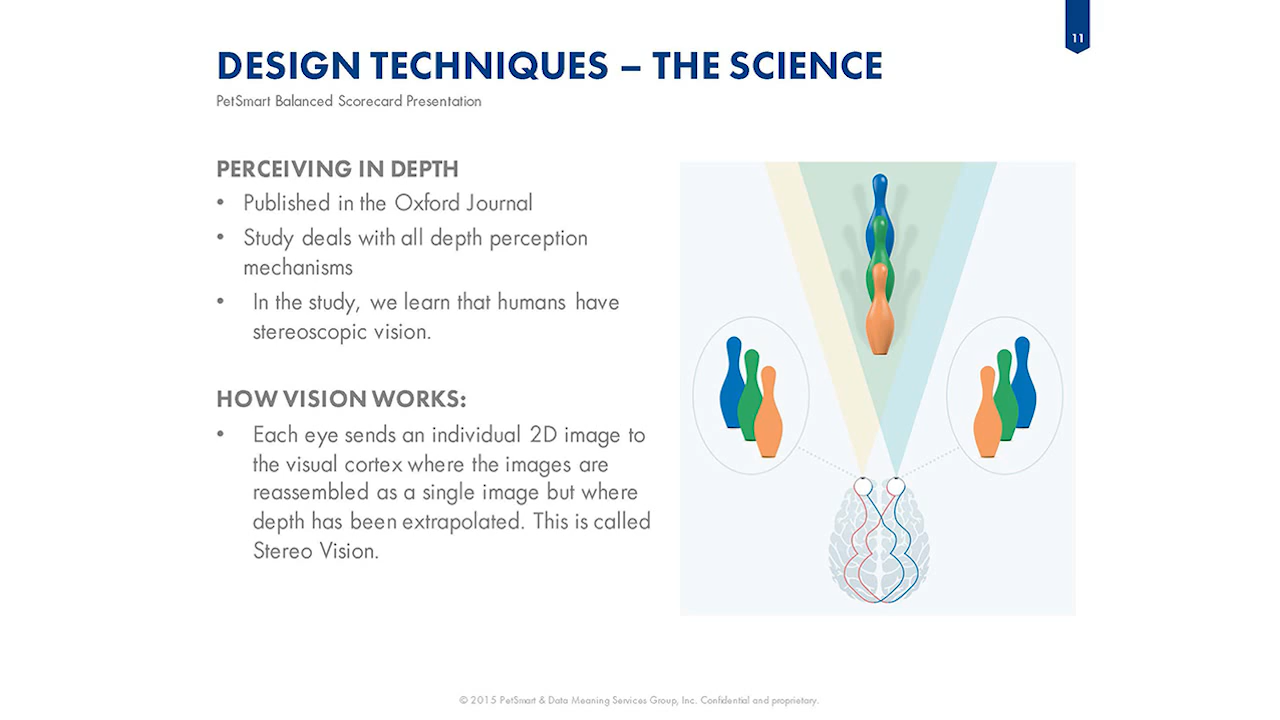 11
DESIGN TECHNIQUES – THE SCIENCE
PetSmart Balanced Scorecard Presentation
PERCEIVING IN DEPTH
• Published in the Oxford Journal
• Study deals with all depth perception
mechanisms
• In the study, we learn that humans have
stereoscopic vision.
HOW VISION WORKS:
• Each eye sends an individual 2D image to
the visual cortex where the images are
reassembled as a single image but where
depth has been extrapolated. This is called
Stereo Vision.
© 2015 PetSmart & Data Meaning Services Group, Inc. Confidential and proprietary.